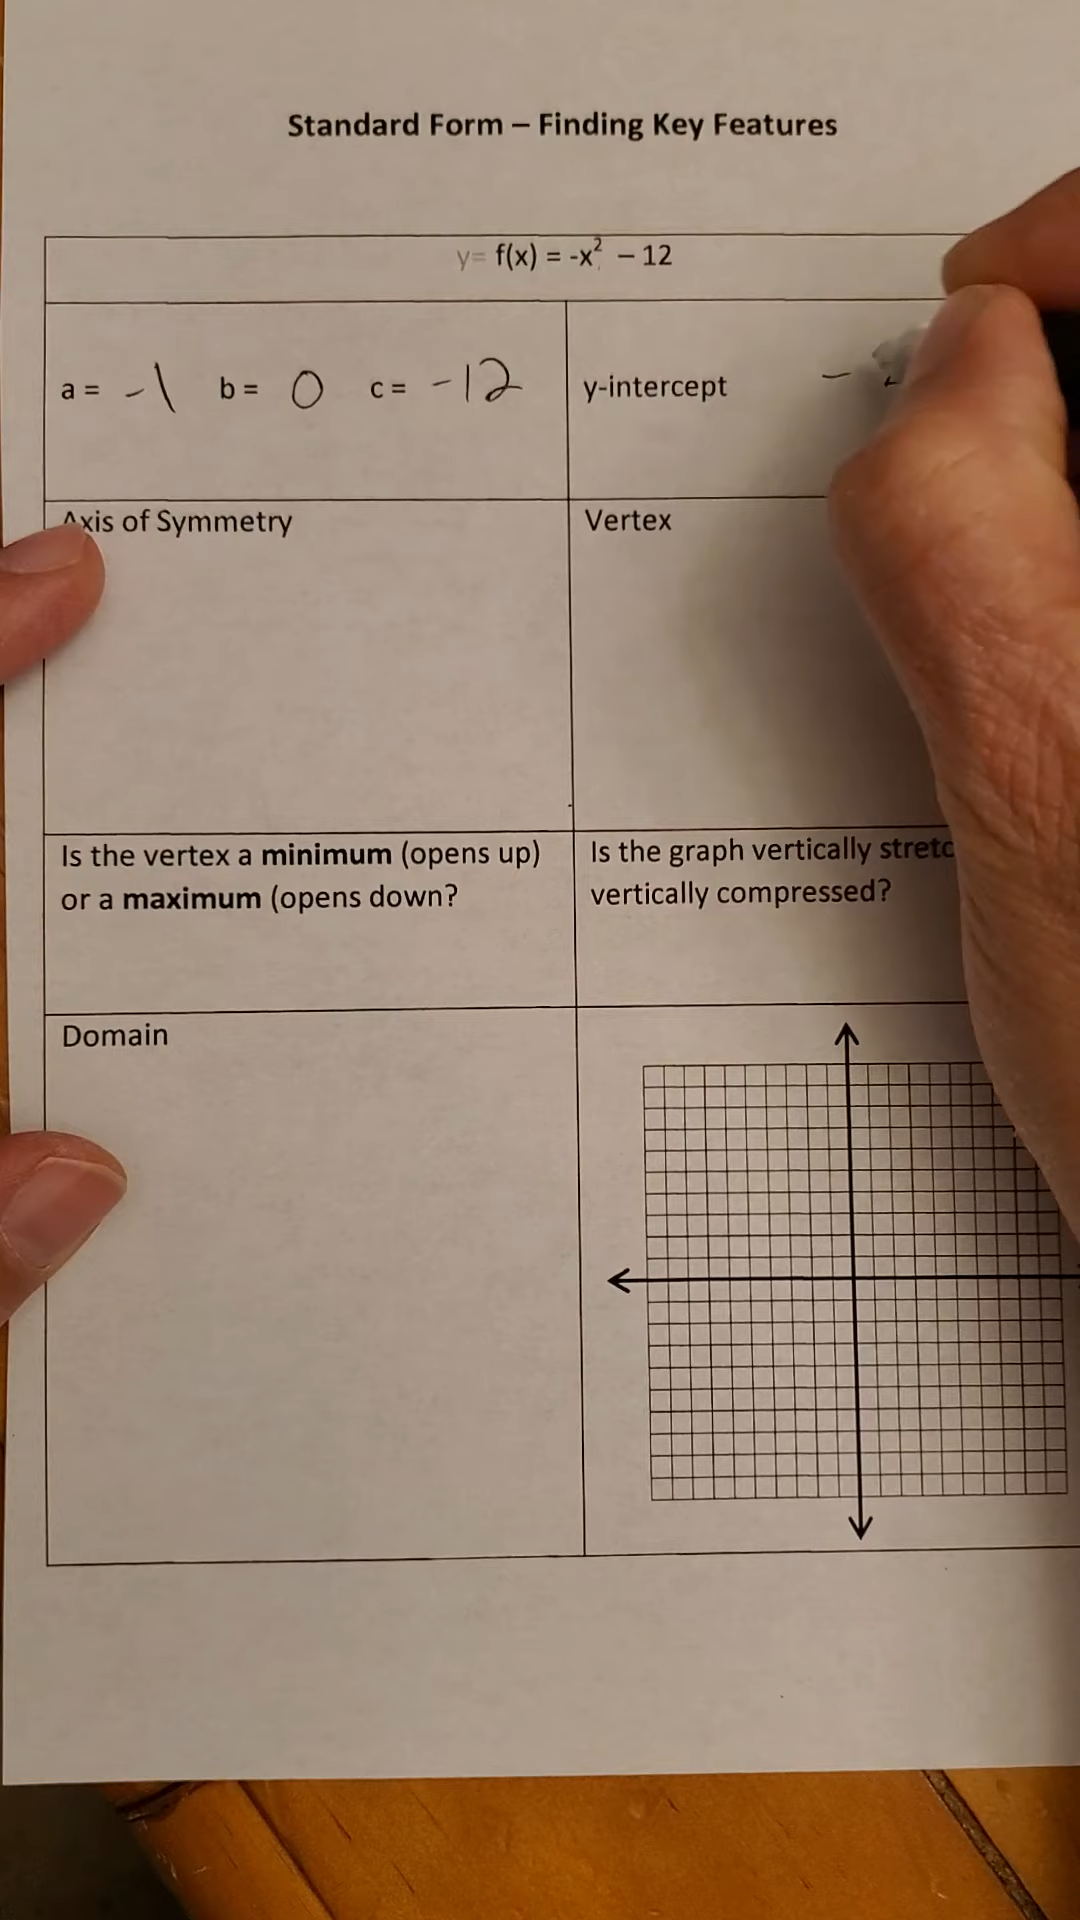 Standard Form – Finding Key Features
y= f(x) = -x² – 12
a = -1 b = 0 c = -12
y-intercept -
Axis of Symmetry
Vertex
Is the vertex a minimum (opens up)
or a maximum (opens down?
Is the graph vertically
vertically compressed?
Domain